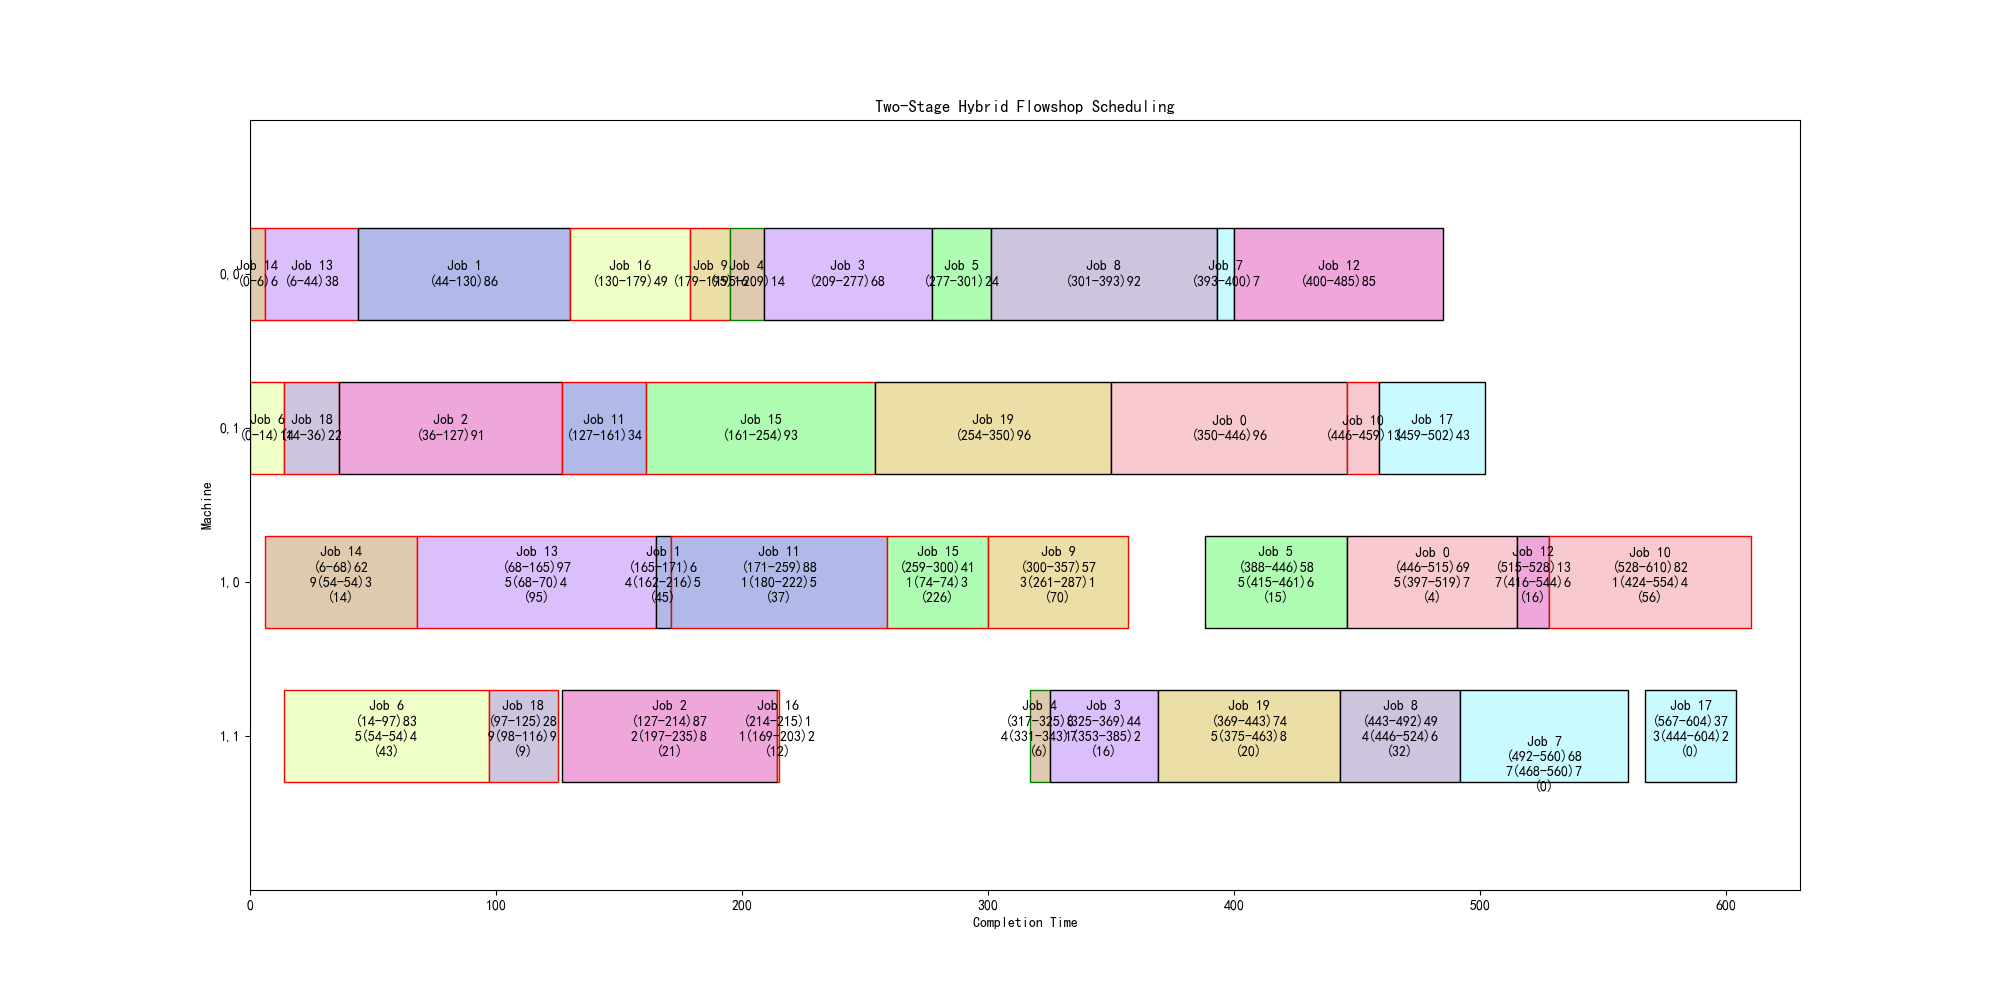 Two-Stage Hybrid Flowshop Scheduling
Machine
0,0
Job 14
(0-6)6
Job 13
(6-44)38
Job 1
(44-130)86
Job 16
(130-179)49
Job 9
(179-195)16
Job 4
(195-209)14
Job 3
(209-277)68
Job 5
(277-301)24
Job 8
(301-393)92
Job 7
(393-400)7
Job 12
(400-485)85
0,1
Job 6
(0-14)14
Job 18
(14-36)22
Job 2
(36-127)91
Job 11
(127-161)34
Job 15
(161-254)93
Job 19
(254-350)96
Job 0
(350-446)96
Job 10
(446-459)13
Job 17
(459-502)43
1,0
Job 14
(6-68)62
9(54-54)3
(14)
Job 13
(68-165)97
5(68-70)4
(95)
Job 1
(165-171)6
4(162-216)5
(45)
Job 11
(171-259)88
1(180-222)5
(37)
Job 15
(259-300)41
1(74-74)3
(226)
Job 9
(300-357)57
3(261-287)1
(70)
Job 5
(388-446)58
5(415-461)6
(15)
Job 0
(446-515)69
5(397-519)7
(4)
Job 12
(515-528)13
7(416-544)6
(16)
Job 10
(528-610)82
1(424-554)4
(56)
1,1
Job 6
(14-97)83
5(54-54)4
(43)
Job 18
(97-125)28
9(98-116)9
(9)
Job 2
(127-214)87
2(197-235)8
(21)
Job 16
(214-215)1
1(169-203)2
(12)
Job 4
(317-325)8
4(331-343)7
(6)
Job 3
(325-369)44
1(353-385)2
(16)
Job 19
(369-443)74
5(375-463)8
(20)
Job 8
(443-492)49
4(446-524)6
(32)
Job 7
(492-560)68
7(468-560)7
(0)
Job 17
(567-604)37
3(444-604)2
(0)
0
100
200
300
400
500
600
Completion Time